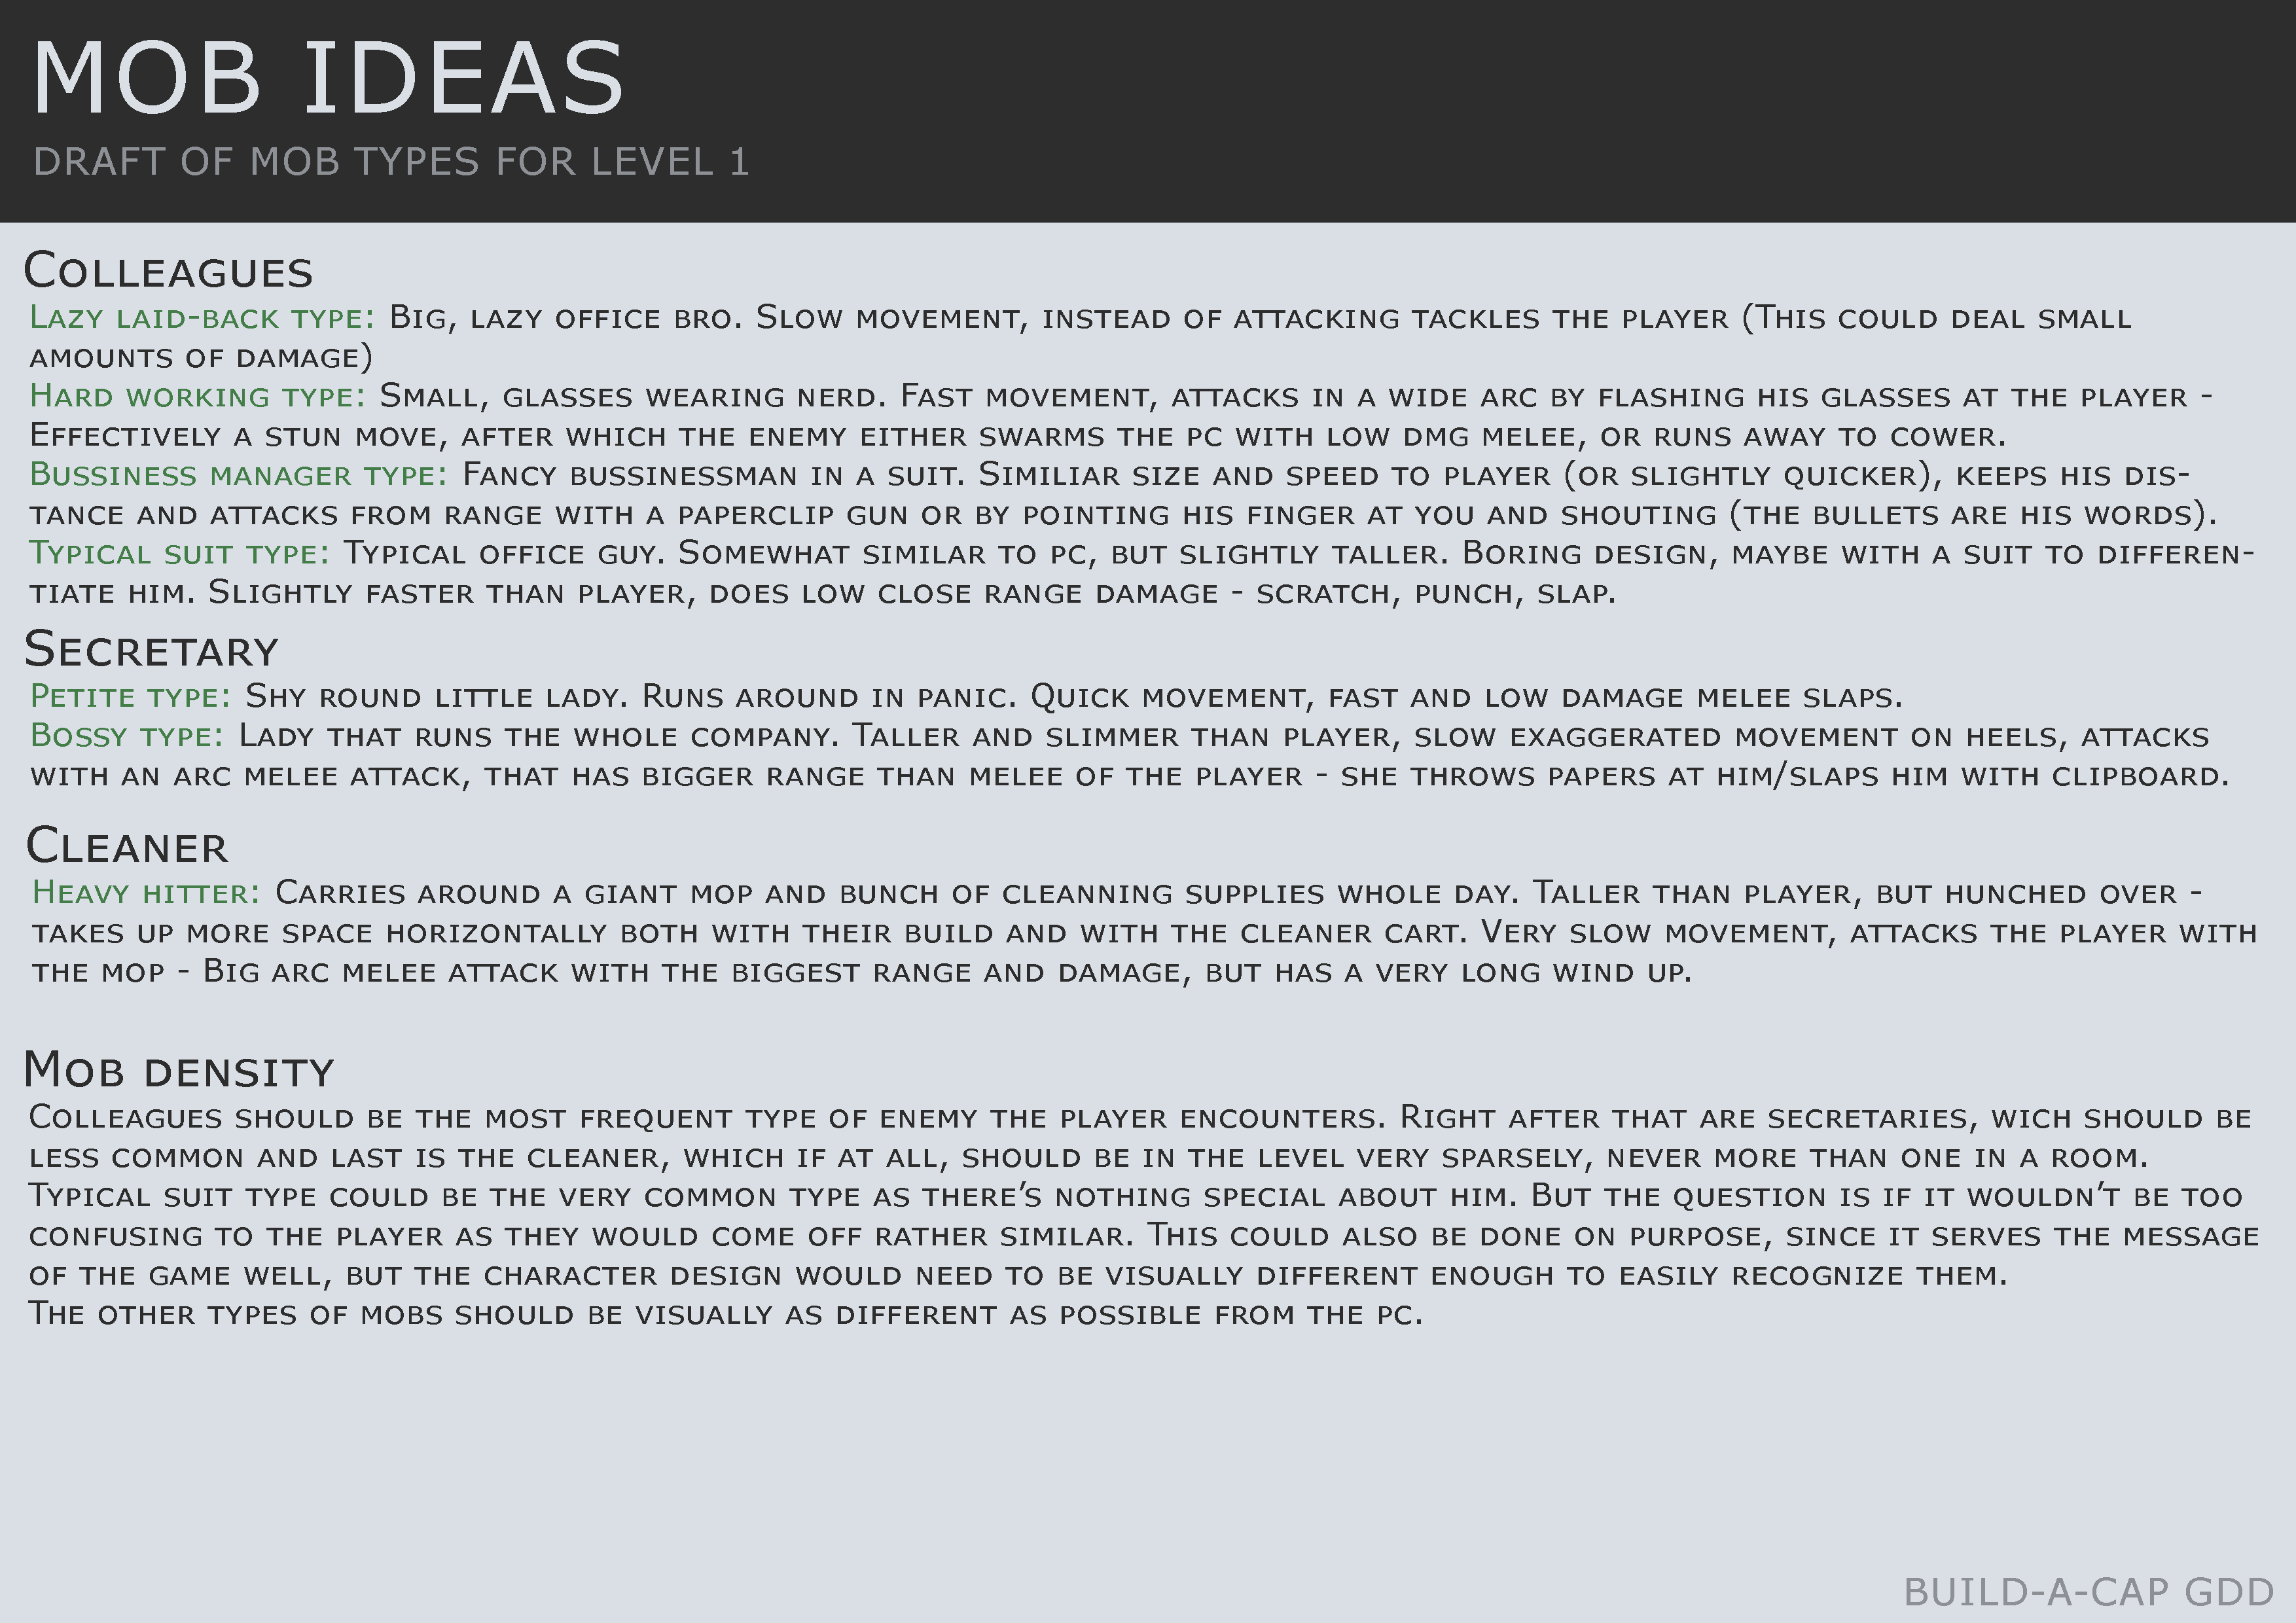 MOB IDEAS
DRAFT OF MOB TYPES FOR LEVEL 1
Colleagues
Lazy laid-back type: Big, lazy office bro. Slow movement, instead of attacking tackles the player (This could deal small
amounts of damage)
Hard working type: Small, glasses wearing nerd. Fast movement, attacks in a wide arc by flashing his glasses at the player -
Effectively a stun move, after which the enemy either swarms the pc with low dmg melee, or runs away to cower.
Bussiness manager type: Fancy bussinessman in a suit. Similiar size and speed to player (or slightly quicker), keeps his dis-
tance and attacks from range with a paperclip gun or by pointing his finger at you and shouting (the bullets are his words).
Typical suit type: Typical office guy. Somewhat similar to pc, but slightly taller. Boring design, maybe with a suit to differen-
tiate him. Slightly faster than player, does low close range damage - scratch, punch, slap.
Secretary
Petite type: Shy round little lady. Runs around in panic. Quick movement, fast and low damage melee slaps.
Bossy type: Lady that runs the whole company. Taller and slimmer than player, slow exaggerated movement on heels, attacks
with an arc melee attack, that has bigger range than melee of the player - she throws papers at him/slaps him with clipboard.
Cleaner
Heavy hitter: Carries around a giant mop and bunch of cleanning supplies whole day. Taller than player, but hunched over -
takes up more space horizontally both with their build and with the cleaner cart. Very slow movement, attacks the player with
the mop - Big arc melee attack with the biggest range and damage, but has a very long wind up.
Mob density
Colleagues should be the most frequent type of enemy the player encounters. Right after that are secretaries, wich should be
less common and last is the cleaner, which if at all, should be in the level very sparsely, never more than one in a room.
Typical suit type could be the very common type as there's nothing special about him. But the question is if it wouldn't be too
confusing to the player as they would come off rather similar. This could also be done on purpose, since it serves the message
of the game well, but the character design would need to be visually different enough to easily recognize them.
The other types of mobs should be visually as different as possible from the pc.
BUILD-A-CAP GDD